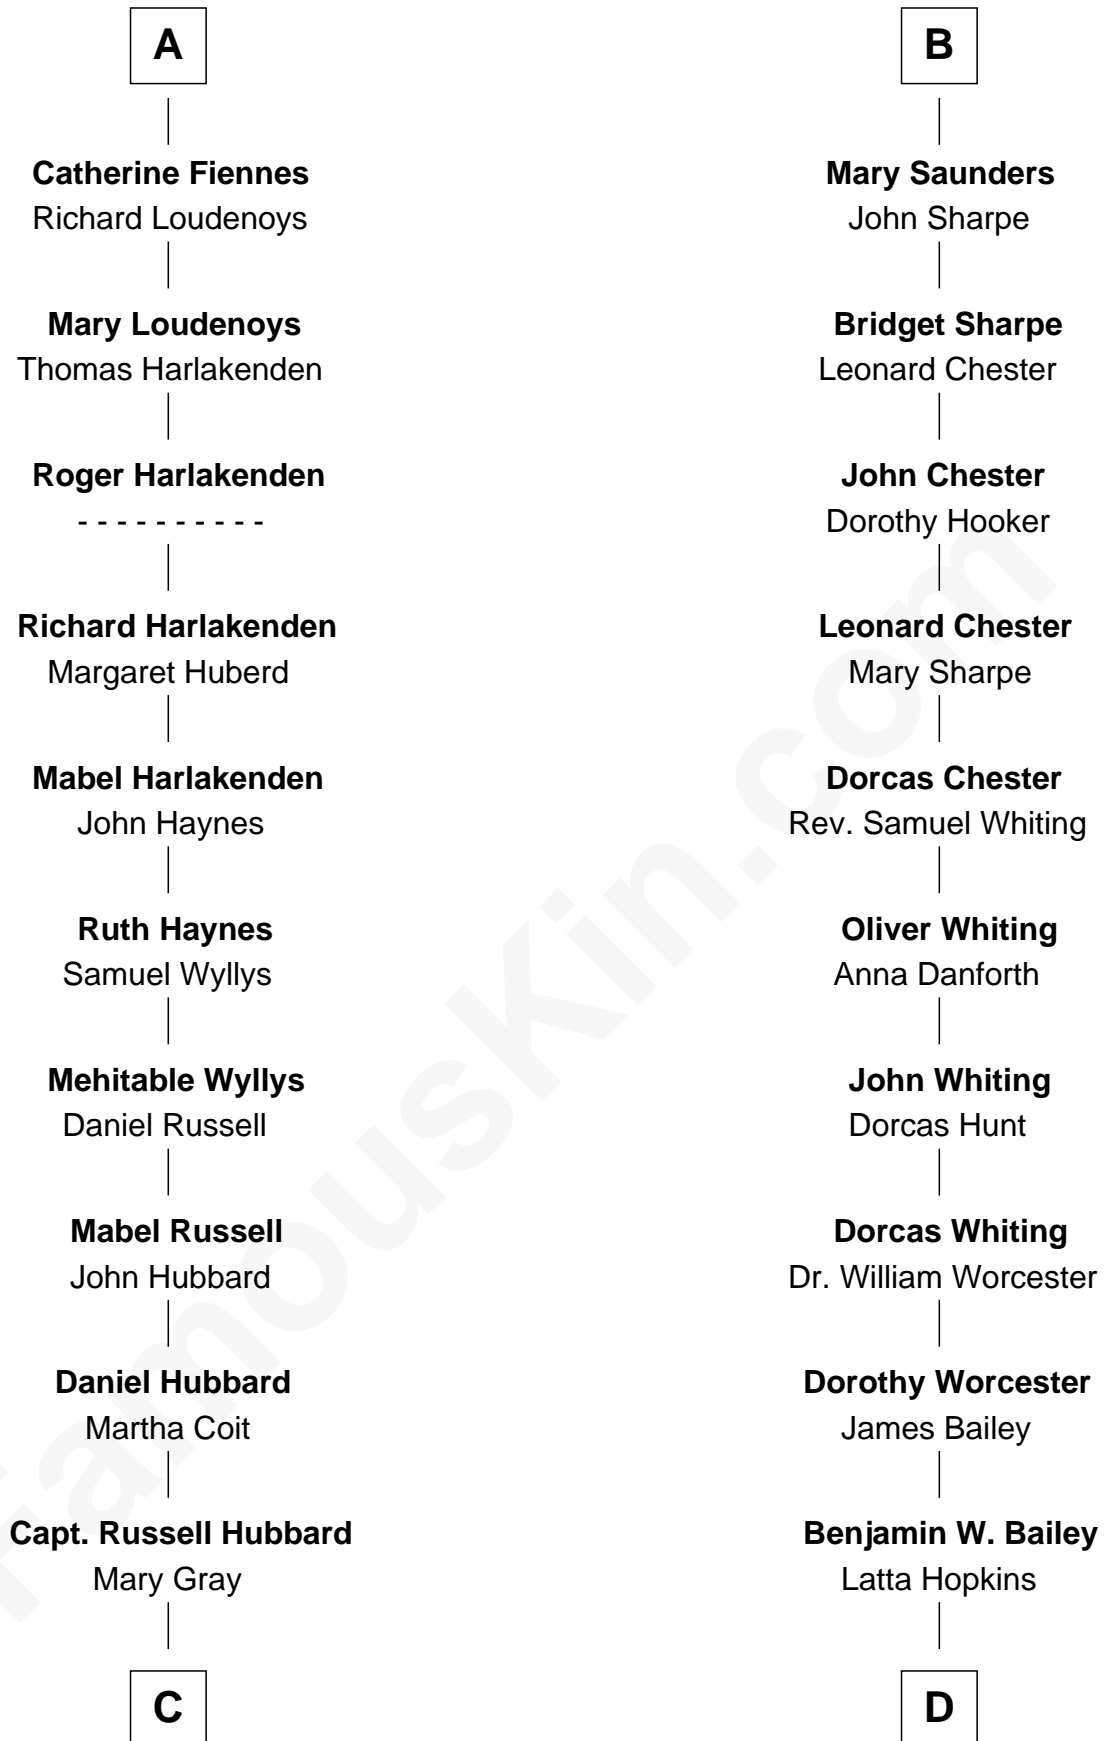 A
Catherine Fiennes
Richard Loudenoys
Mary Loudenoys
Thomas Harlakenden
Roger Harlakenden
- - - - - - - - - -
Richard Harlakenden
Margaret Huberd
Mabel Harlakenden
John Haynes
Ruth Haynes
Samuel Wyllys
Mehitable Wyllys
Daniel Russell
Mabel Russell
John Hubbard
Daniel Hubbard
Martha Coit
Capt. Russell Hubbard
Mary Gray
C
B
Mary Saunders
John Sharpe
Bridget Sharpe
Leonard Chester
John Chester
Dorothy Hooker
Leonard Chester
Mary Sharpe
Dorcas Chester
Rev. Samuel Whiting
Oliver Whiting
Anna Danforth
John Whiting
Dorcas Hunt
Dorcas Whiting
Dr. William Worcester
Dorothy Worcester
James Bailey
Benjamin W. Bailey
Latta Hopkins
D
FamousKin.com